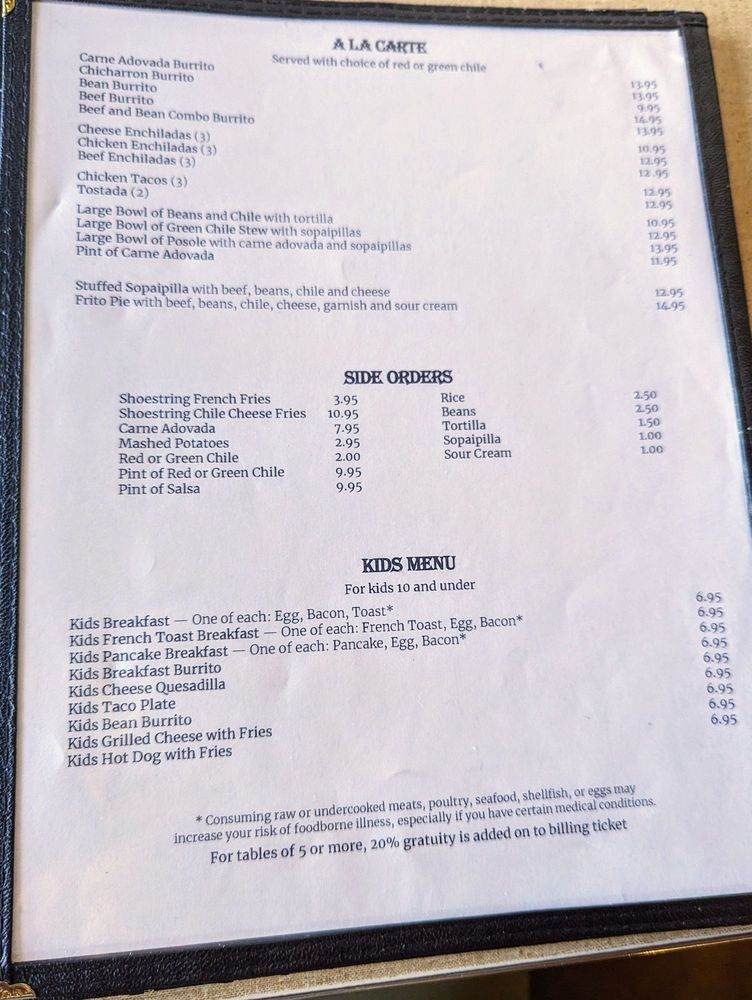 A LA CARTE
Served with choice of red or green chile
Carne Adovada Burrito 13.95
Chicharron Burrito 13.95
Bean Burrito 9.95
Beef Burrito 14.95
Beef and Bean Combo Burrito 13.95
Cheese Enchiladas (3) 10.95
Chicken Enchiladas (3) 12.95
Beef Enchiladas (3) 12.95
Chicken Tacos (3) 12.95
Tostada (2) 12.95
Large Bowl of Beans and Chile with tortilla 10.95
Large Bowl of Green Chile Stew with sopaipillas 12.95
Large Bowl of Posole with carne adovada and sopaipillas 13.95
Pint of Carne Adovada 11.95
Stuffed Sopaipilla with beef, beans, chile and cheese 12.95
Frito Pie with beef, beans, chile, cheese, garnish and sour cream 14.95
SIDE ORDERS
Shoestring French Fries 3.95 Rice 2.50
Shoestring Chile Cheese Fries 10.95 Beans 2.50
Carne Adovada 7.95 Tortilla 1.50
Mashed Potatoes 2.95 Sopaipilla 1.00
Red or Green Chile 2.00 Sour Cream 1.00
Pint of Red or Green Chile 9.95
Pint of Salsa 9.95
KIDS MENU
For kids 10 and under
Kids Breakfast — One of each: Egg, Bacon, Toast* 6.95
Kids French Toast Breakfast — One of each: French Toast, Egg, Bacon* 6.95
Kids Pancake Breakfast — One of each: Pancake, Egg, Bacon* 6.95
Kids Breakfast Burrito 6.95
Kids Cheese Quesadilla 6.95
Kids Taco Plate 6.95
Kids Bean Burrito 6.95
Kids Grilled Cheese with Fries 6.95
Kids Hot Dog with Fries 6.95
* Consuming raw or undercooked meats, poultry, seafood, shellfish, or eggs may
increase your risk of foodborne illness, especially if you have certain medical conditions.
For tables of 5 or more, 20% gratuity is added on to billing ticket